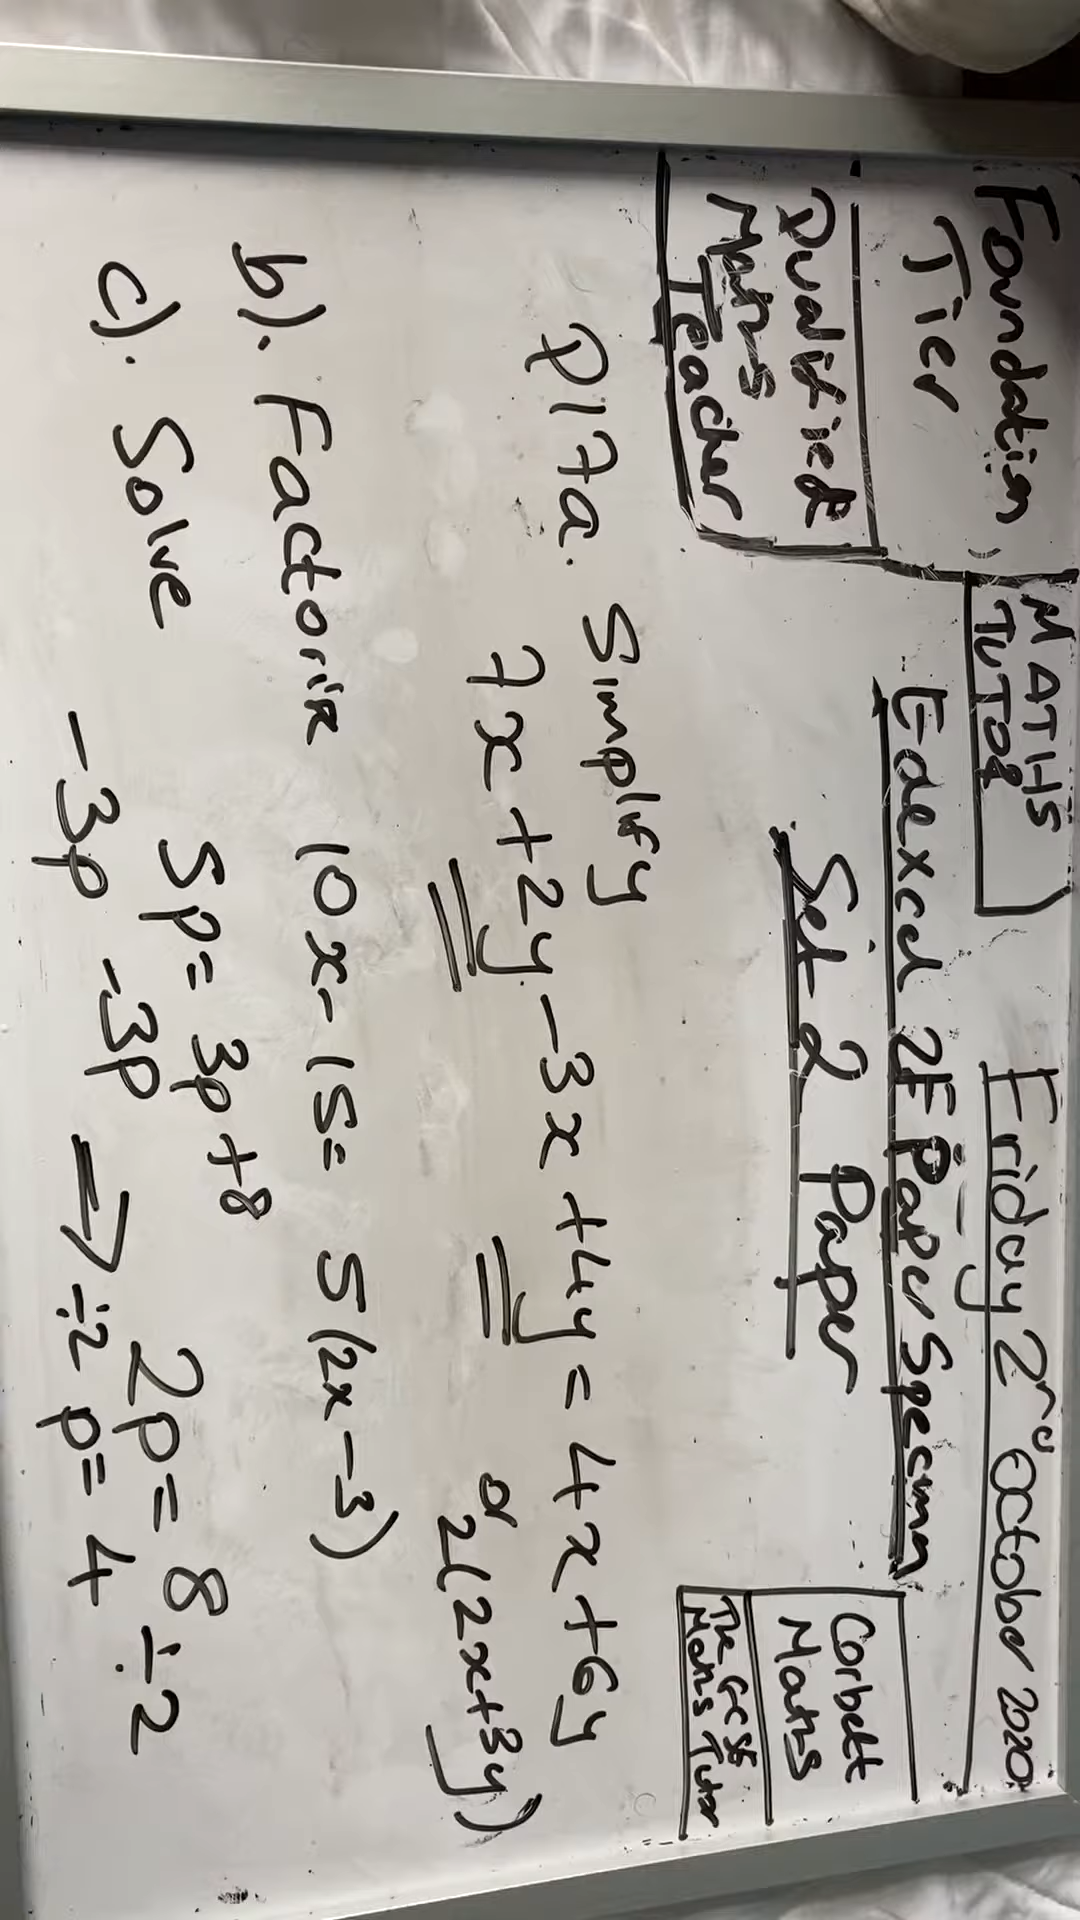 Foundation
Tier
MATHS
TUTOR
Friday 2nd October 2020
Qualified
Maths
Teacher
Edexcel 2F Paper Specimen
Set 2 Paper
Corbett
Maths
The GCSE
Maths Tutor
P17a. Simplify
7x + 2y - 3x + 4y = 4x + 6y
or
2(2x+3y)
b). Factorise 10x - 15 = 5(2x - 3)
c). Solve 5p = 3p + 8
2p = 8 ÷ 2
-3p -3p ⇒ ÷2 p = 4